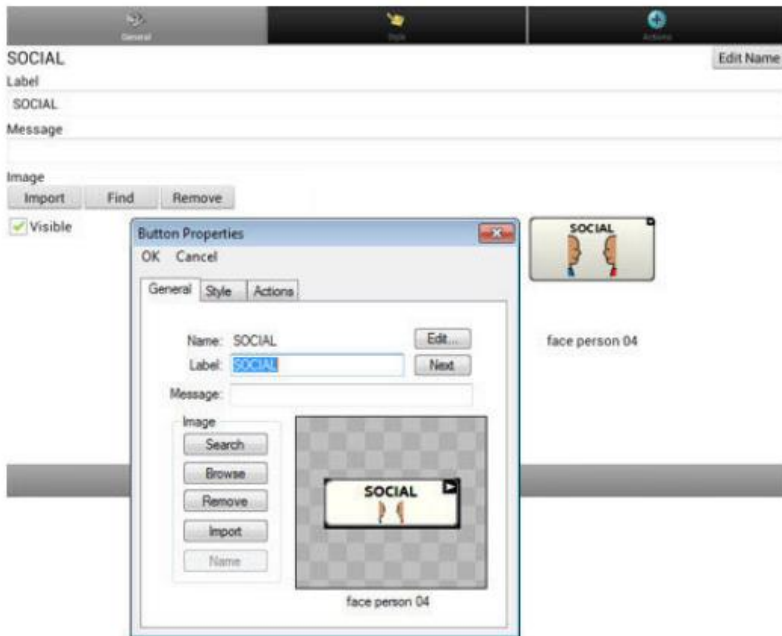 General Style Actions
SOCIAL Edit Name
Label
SOCIAL
Message
Image
Import Find Remove
Visible
SOCIAL
face person 04
Button Properties
OK Cancel
General Style Actions
Name: SOCIAL Edit...
Label: SOCIAL Next
Message:
Image
Search
Browse
Remove
Import
Name
SOCIAL
face person 04